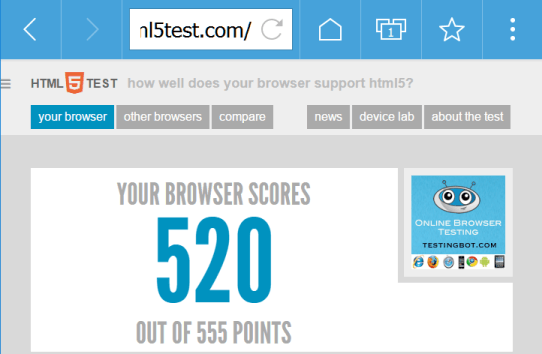 nl5test.com/
1
HTML 5 TEST how well does your browser support html5?
your browser other browsers compare news device lab about the test
YOUR BROWSER SCORES
520
OUT OF 555 POINTS
ONLINE BROWSER
TESTING
TESTINGBOT.COM